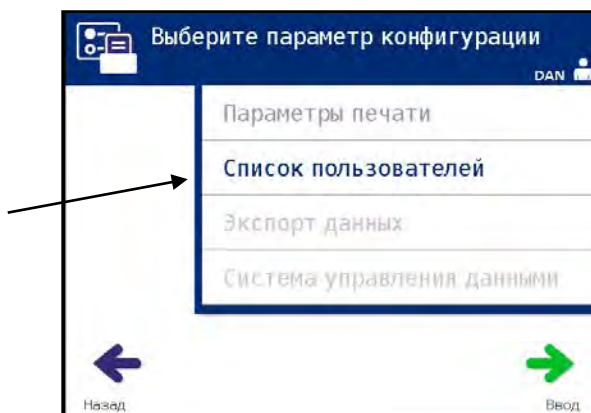 Выберите параметр конфигурации
DAN
Параметры печати
Список пользователей
Экспорт данных
Система управления данными
Назад
Ввод